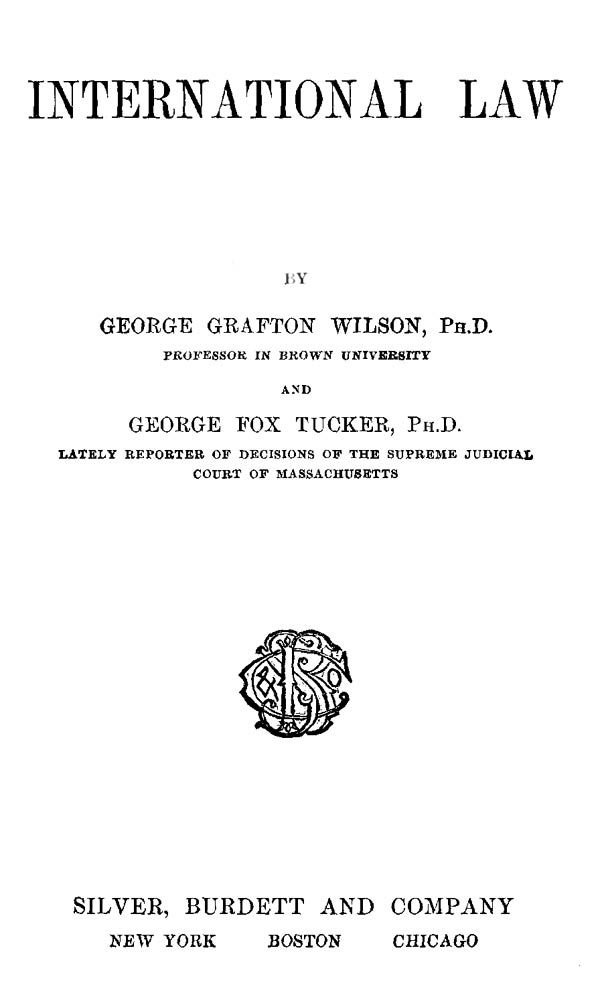 INTERNATIONAL LAW
BY
GEORGE GRAFTON WILSON, PH.D.
PROFESSOR IN BROWN UNIVERSITY
AND
GEORGE FOX TUCKER, PH.D.
LATELY REPORTER OF DECISIONS OF THE SUPREME JUDICIAL
COURT OF MASSACHUSETTS
SILVER, BURDETT AND COMPANY
NEW YORK BOSTON CHICAGO